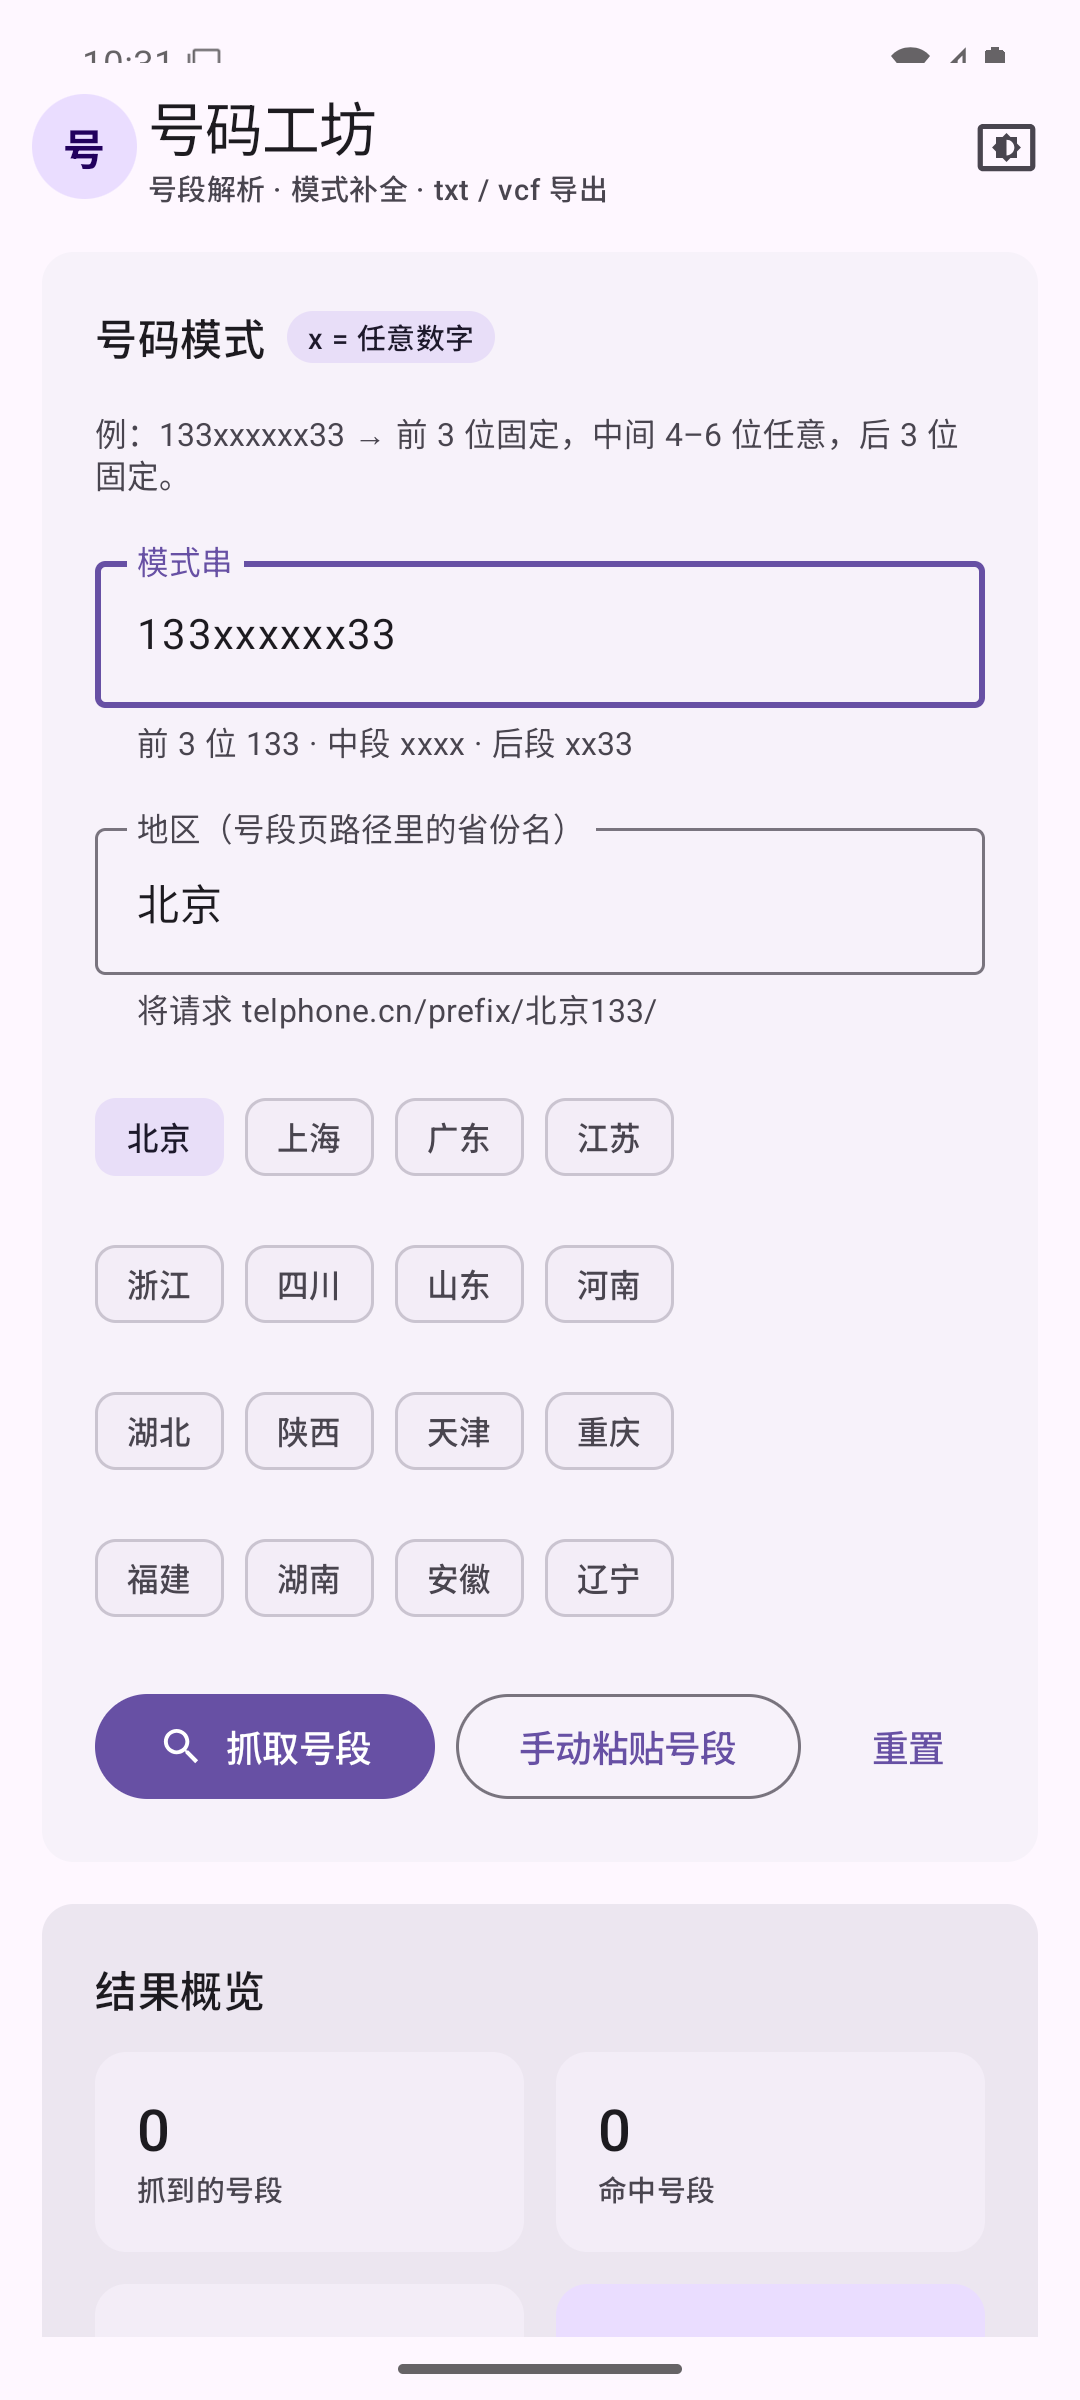 10:31
号
号码工坊
号段解析 · 模式补全 · txt / vcf 导出
号码模式
x = 任意数字
例：133xxxxxx33 → 前 3 位固定，中间 4–6 位任意，后 3 位
固定。
模式串
133xxxxxx33
前 3 位 133 · 中段 xxxx · 后段 xx33
地区（号段页路径里的省份名）
北京
将请求 telphone.cn/prefix/北京133/
北京 上海 广东 江苏
浙江 四川 山东 河南
湖北 陕西 天津 重庆
福建 湖南 安徽 辽宁
抓取号段 手动粘贴号段 重置
结果概览
0 0
抓到的号段 命中号段